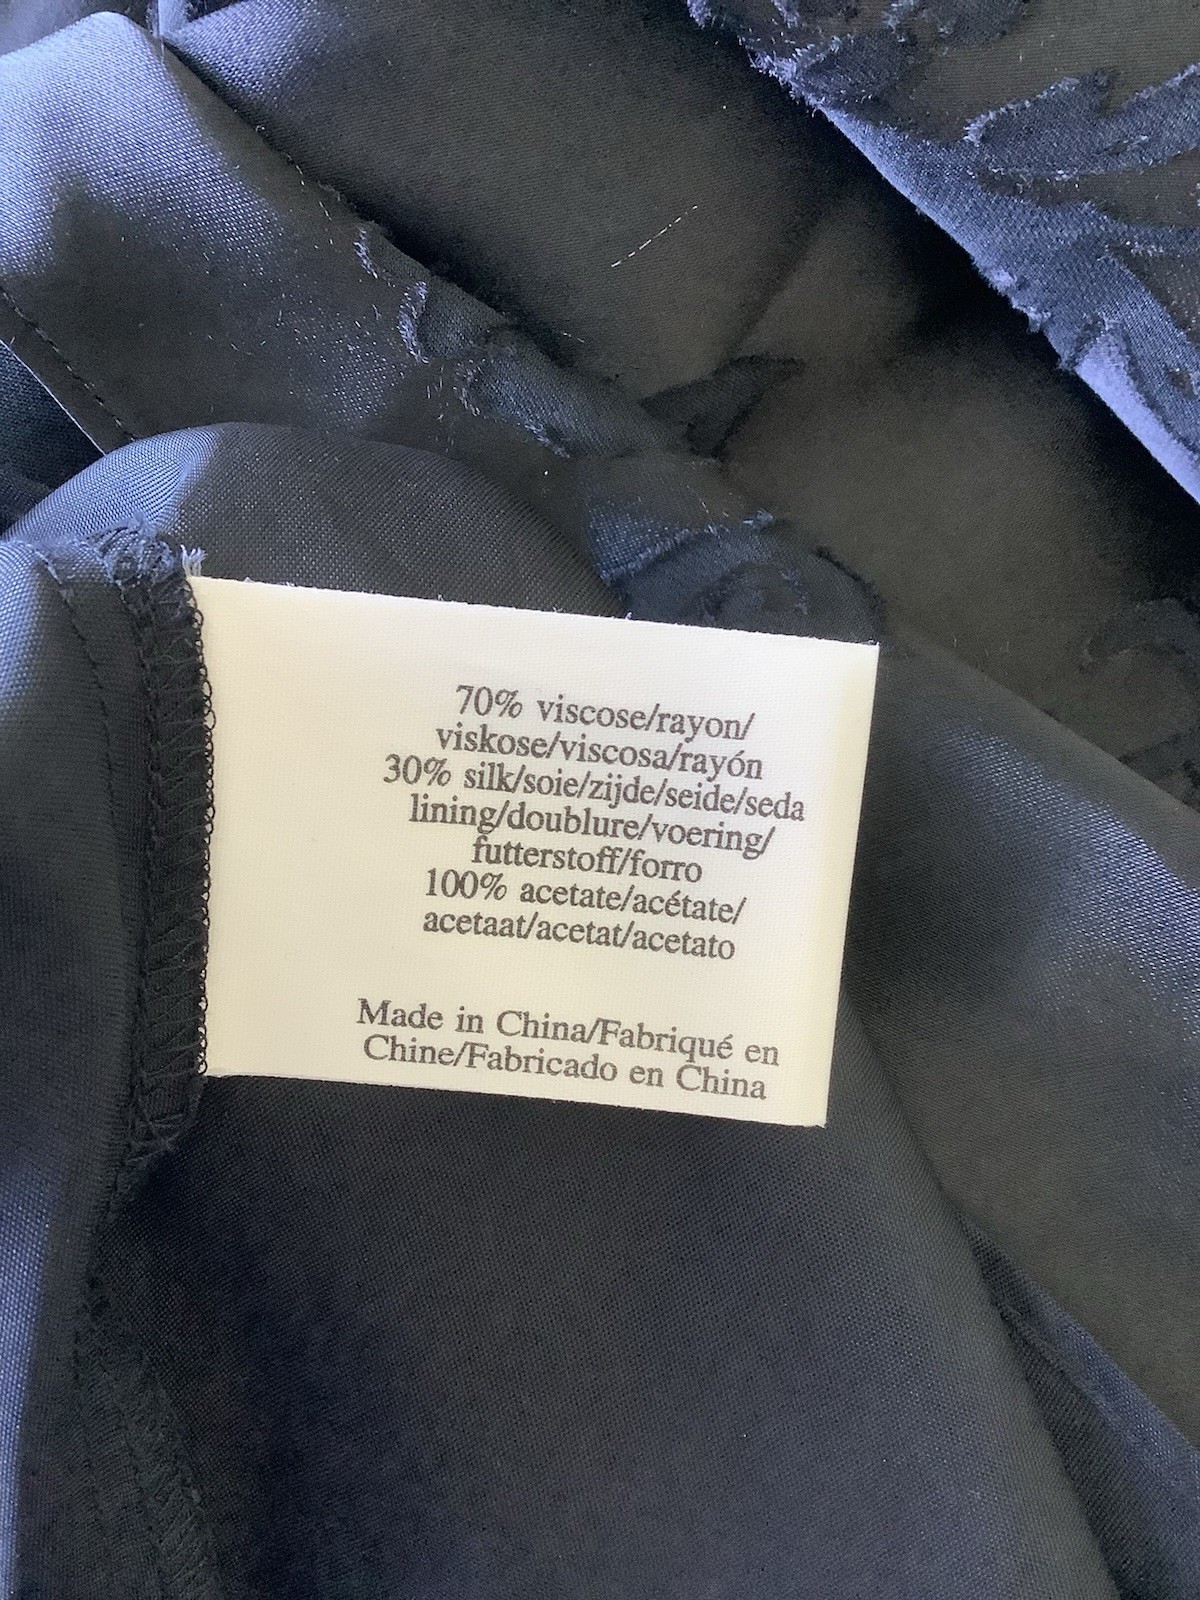 70% viscose/rayon/
viskose/viscosa/rayón
30% silk/soie/zijde/seide/seda
lining/doublure/voering/
futterstoff/forro
100% acetate/acétate/
acetaat/acetat/acetato
Made in China/Fabriqué en
Chine/Fabricado en China